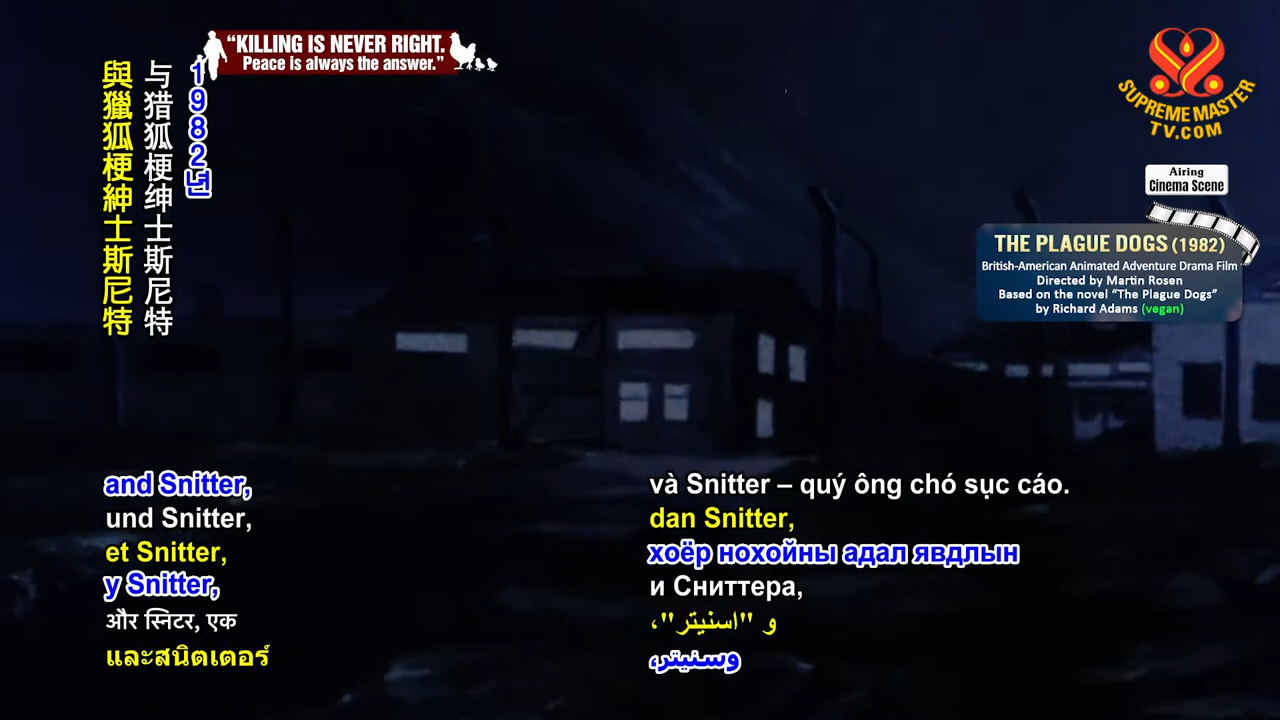 “KILLING IS NEVER RIGHT.
Peace is always the answer.”
SUPREME MASTER
TV.COM
Airing
Cinema Scene
THE PLAGUE DOGS (1982)
British-American Animated Adventure Drama Film
Directed by Martin Rosen
Based on the novel “The Plague Dogs”
by Richard Adams (vegan)
1982년
与猎狐梗绅士斯尼特
與獵狐梗紳士斯尼特
and Snitter,
und Snitter,
et Snitter,
y Snitter,
और स्निटर, एक
และสนิตเตอร์
và Snitter – quý ông chó sục cáo.
dan Snitter,
хоёр нохойны адал явдлын
и Сниттера,
و "اسنیتر"،
وسنيتر،